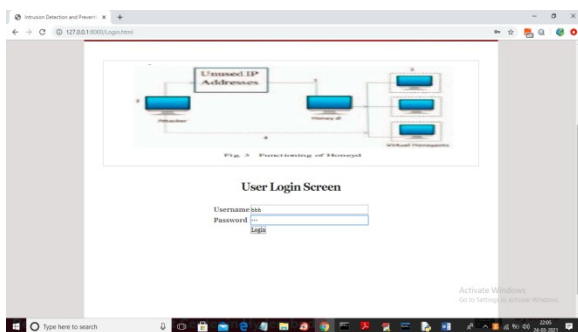 Intrusion Detection and Preventi
127.0.0.1:8000/Login.html
Unused IP
Addresses
Attacker
Honey d
Virtual Honeypots
Fig. 3 Functioning of Honeyd
User Login Screen
Username bbb
Password ···
Login
Activate Windows
Go to Settings to activate Windows.
Type here to search
22:05
24-03-2021